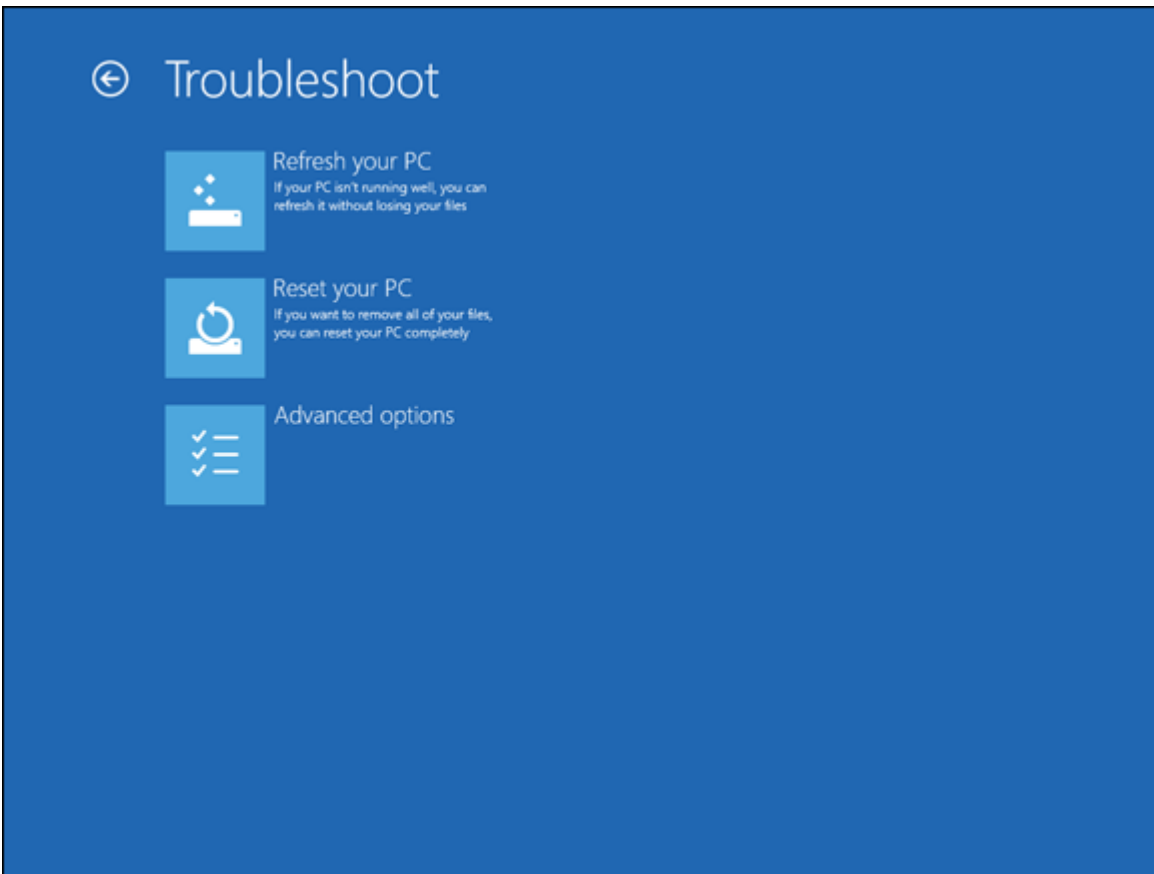 Troubleshoot
Refresh your PC
If your PC isn't running well, you can
refresh it without losing your files
Reset your PC
If you want to remove all of your files,
you can reset your PC completely
Advanced options